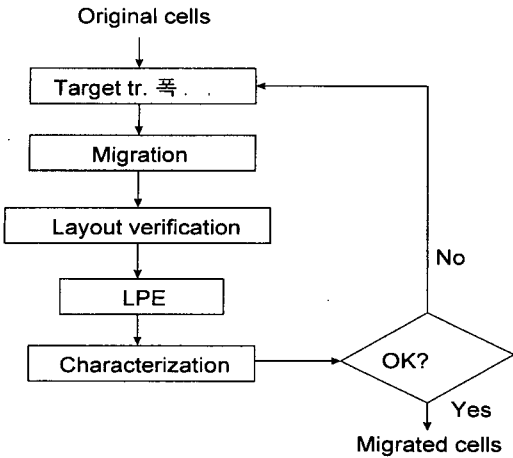 Original cells
Target tr. 폭 . .
Migration
Layout verification
LPE
Characterization
OK?
No
Yes
Migrated cells